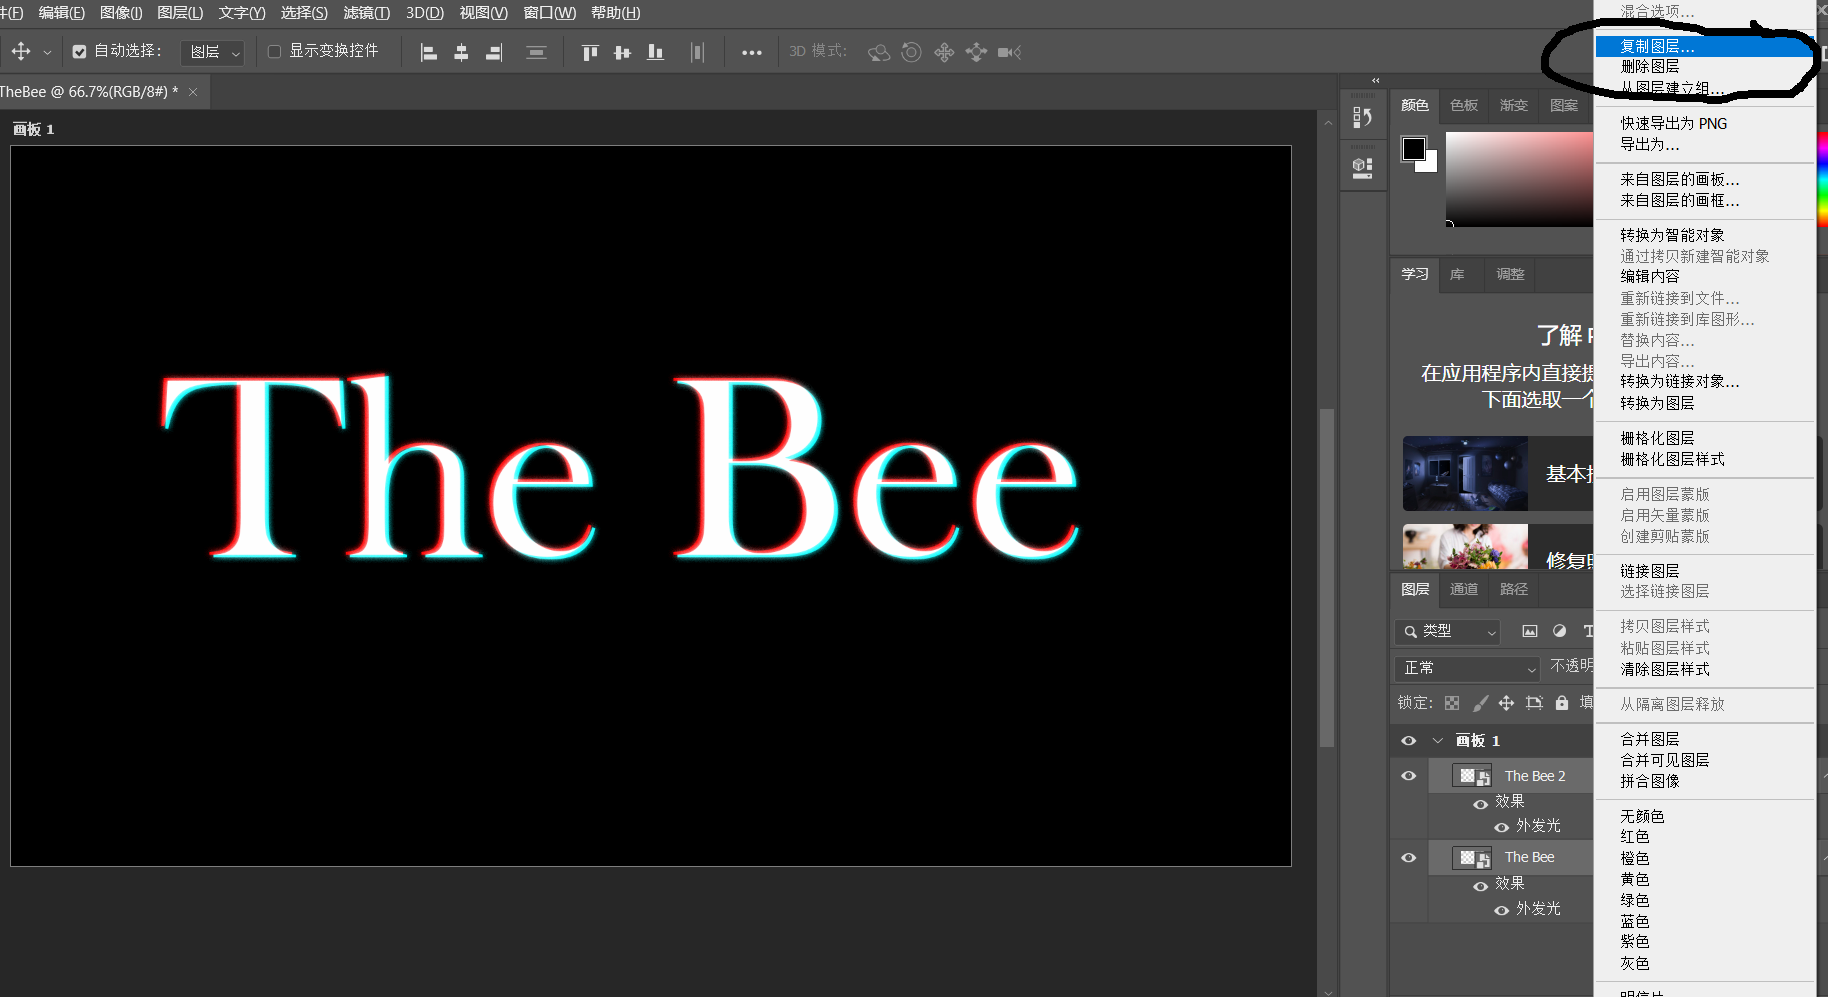 件(F) 编辑(E) 图像(I) 图层(L) 文字(Y) 选择(S) 滤镜(T) 3D(D) 视图(V) 窗口(W) 帮助(H)
自动选择： 图层 显示变换控件 3D 模式：
TheBee @ 66.7%(RGB/8#) *
画板 1
The Bee
颜色 色板 渐变 图案
学习 库 调整
了解
在应用程序内直接
下面选取一个
基本
修复
图层 通道 路径
类型
正常 不透明
锁定： 填
画板 1
The Bee 2
效果
外发光
The Bee
效果
外发光
混合选项...
复制图层...
删除图层
从图层建立组...
快速导出为 PNG
导出为...
来自图层的画板...
来自图层的画框...
转换为智能对象
通过拷贝新建智能对象
编辑内容
重新链接到文件...
重新链接到库图形...
替换内容...
导出内容...
转换为链接对象...
转换为图层
栅格化图层
栅格化图层样式
启用图层蒙版
启用矢量蒙版
创建剪贴蒙版
链接图层
选择链接图层
拷贝图层样式
粘贴图层样式
清除图层样式
从隔离图层释放
合并图层
合并可见图层
拼合图像
无颜色
红色
橙色
黄色
绿色
蓝色
紫色
灰色